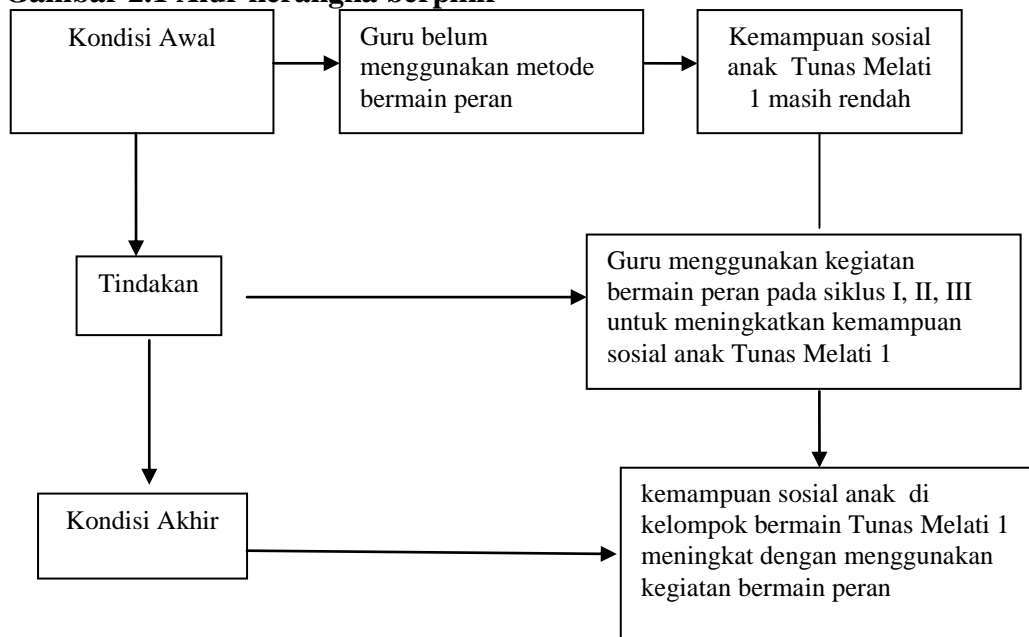 Gambar 2.1 Alur kerangka berpikir
Kondisi Awal
Guru belum
menggunakan metode
bermain peran
Kemampuan sosial
anak Tunas Melati
1 masih rendah
Tindakan
Guru menggunakan kegiatan
bermain peran pada siklus I, II, III
untuk meningkatkan kemampuan
sosial anak Tunas Melati 1
Kondisi Akhir
kemampuan sosial anak di
kelompok bermain Tunas Melati 1
meningkat dengan menggunakan
kegiatan bermain peran